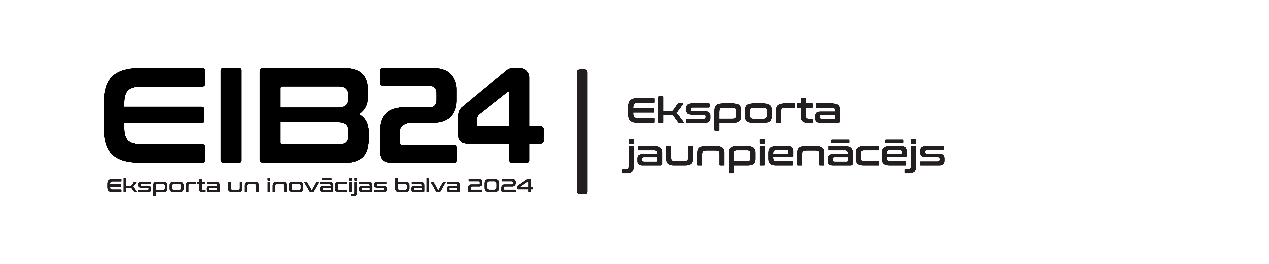 EIB24
Eksporta un inovācijas balva 2024
Eksporta
jaunpienācējs